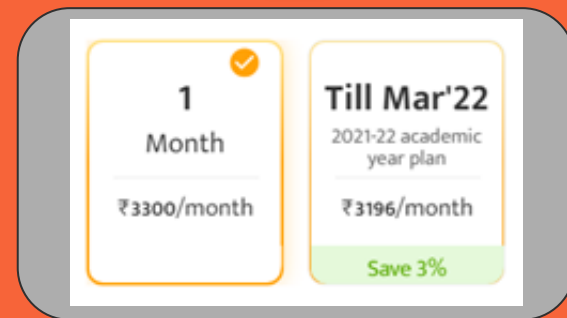 1
Month
₹3300/month
Till Mar'22
2021-22 academic
year plan
₹3196/month
Save 3%